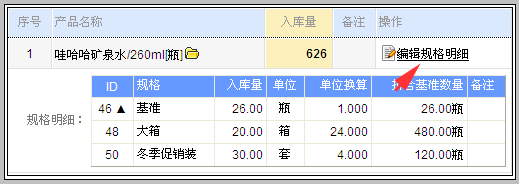 序号 产品名称 入库量 备注 操作
1 哇哈哈矿泉水/260ml[瓶] 626 编辑规格明细
ID 规格 入库量 单位 单位换算 折合基准数量 备注
46 ▲ 基准 26.00 瓶 1.000 26.00瓶
规格明细：
48 大箱 20.00 箱 24.000 480.00瓶
50 冬季促销装 30.00 套 4.000 120.00瓶